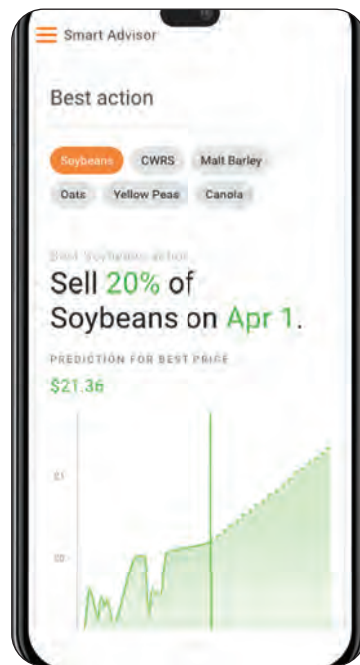 Smart Advisor
Best action
Soybeans CWRS Malt Barley
Oats Yellow Peas Canola
Best Soybeans action
Sell 20% of
Soybeans on Apr 1.
PREDICTION FOR BEST PRICE
$21.36